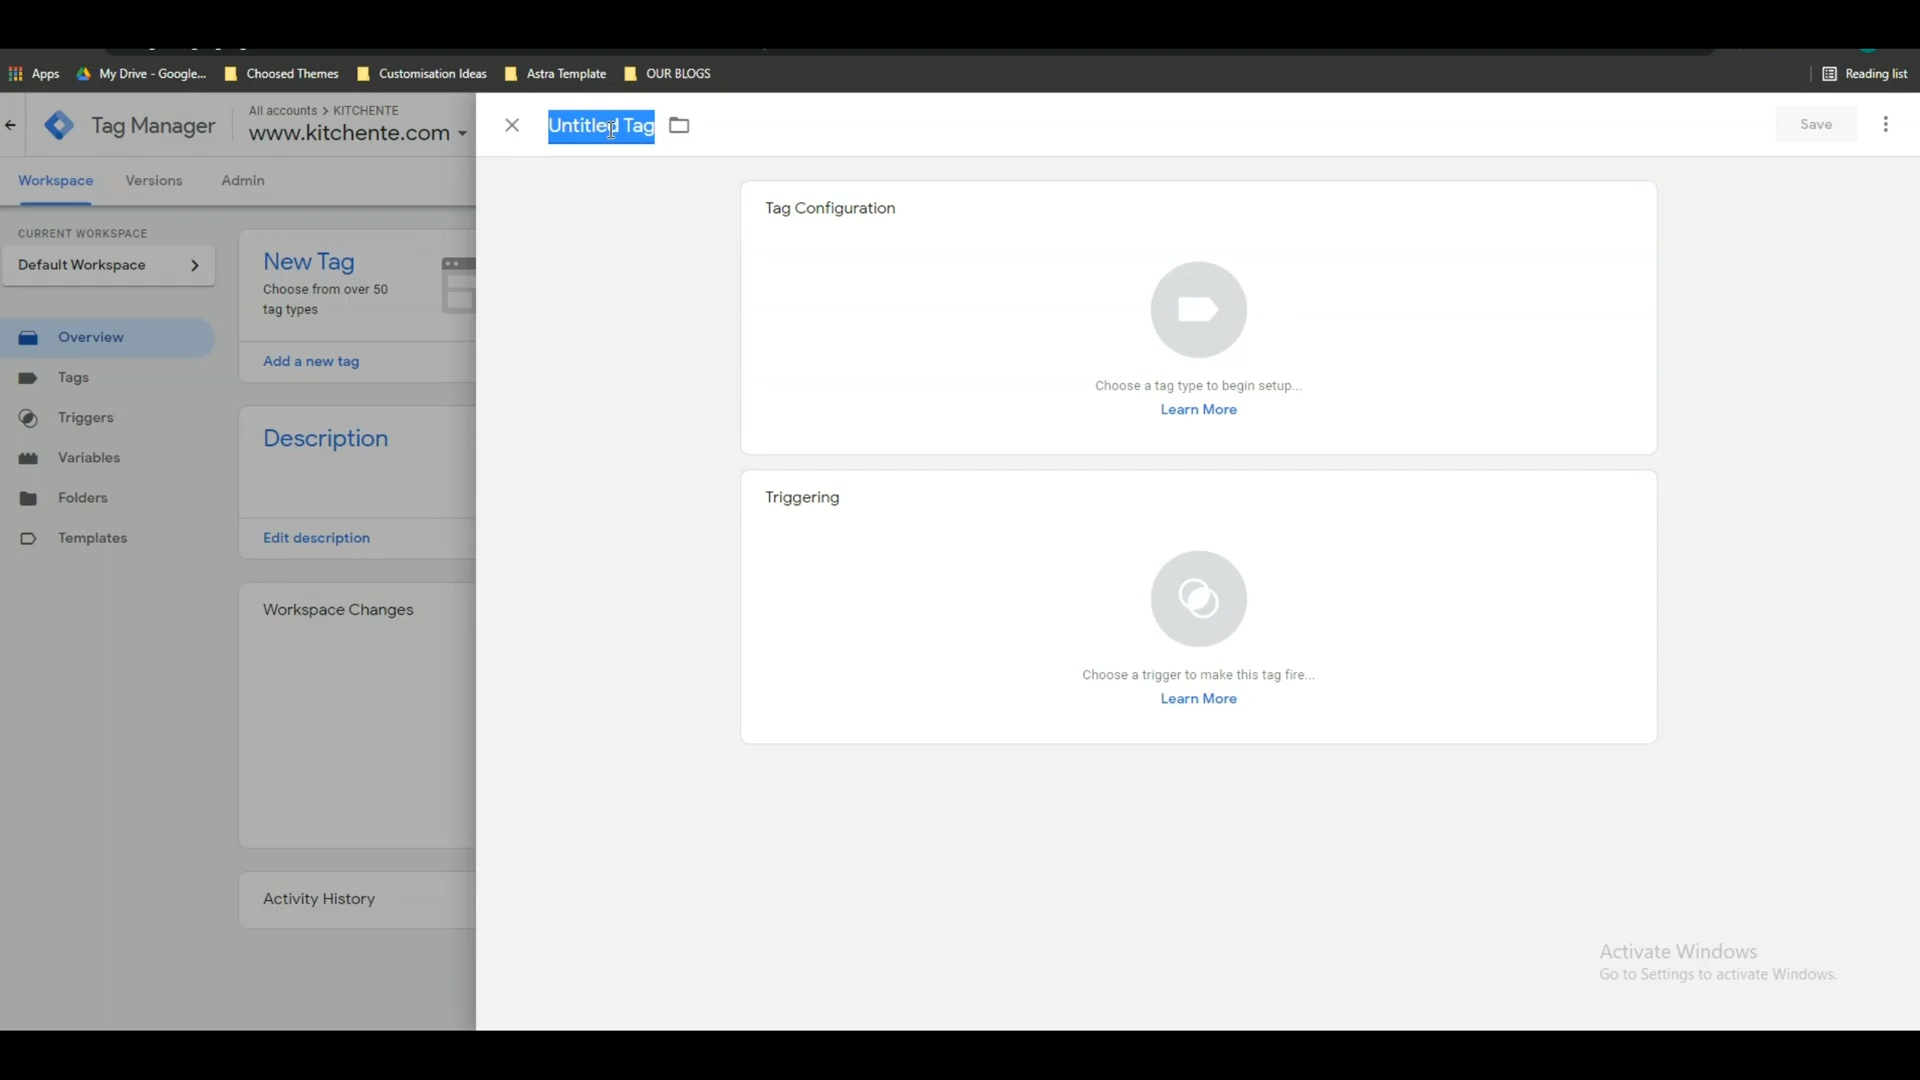 Apps
My Drive - Google...
Choosed Themes
Customisation Ideas
Astra Template
OUR BLOGS
Reading list
Tag Manager
All accounts > KITCHENTE
www.kitchente.com
Untitled Tag
Save
Workspace
Versions
Admin
CURRENT WORKSPACE
Default Workspace
Overview
Tags
Triggers
Variables
Folders
Templates
New Tag
Choose from over 50
tag types
Add a new tag
Description
Edit description
Workspace Changes
Activity History
Tag Configuration
Choose a tag type to begin setup...
Learn More
Triggering
Choose a trigger to make this tag fire...
Learn More
Activate Windows
Go to Settings to activate Windows.